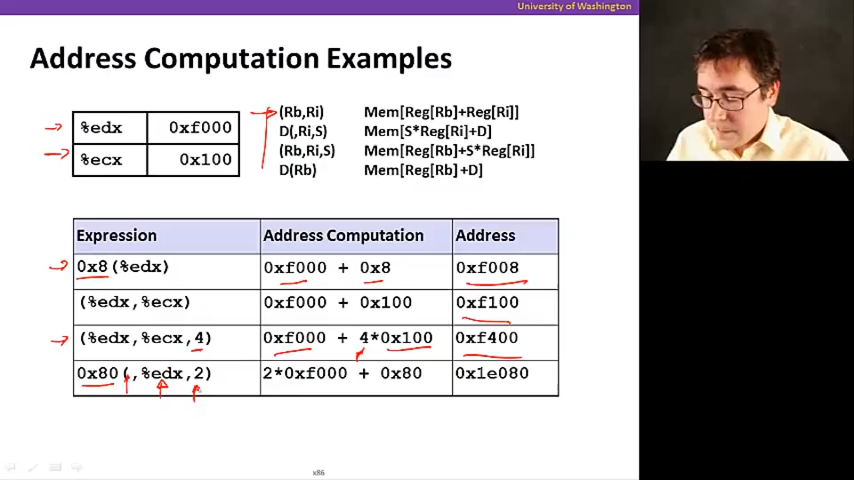 University of Washington
Address Computation Examples
%edx 0xf000
%ecx 0x100
(Rb,Ri) Mem[Reg[Rb]+Reg[Ri]]
D(,Ri,S) Mem[S*Reg[Ri]+D]
(Rb,Ri,S) Mem[Reg[Rb]+S*Reg[Ri]]
D(Rb) Mem[Reg[Rb] +D]
Expression Address Computation Address
0x8(%edx) 0xf000 + 0x8 0xf008
(%edx,%ecx) 0xf000 + 0x100 0xf100
(%edx,%ecx,4) 0xf000 + 4*0x100 0xf400
0x80(,%edx,2) 2*0xf000 + 0x80 0x1e080
x86